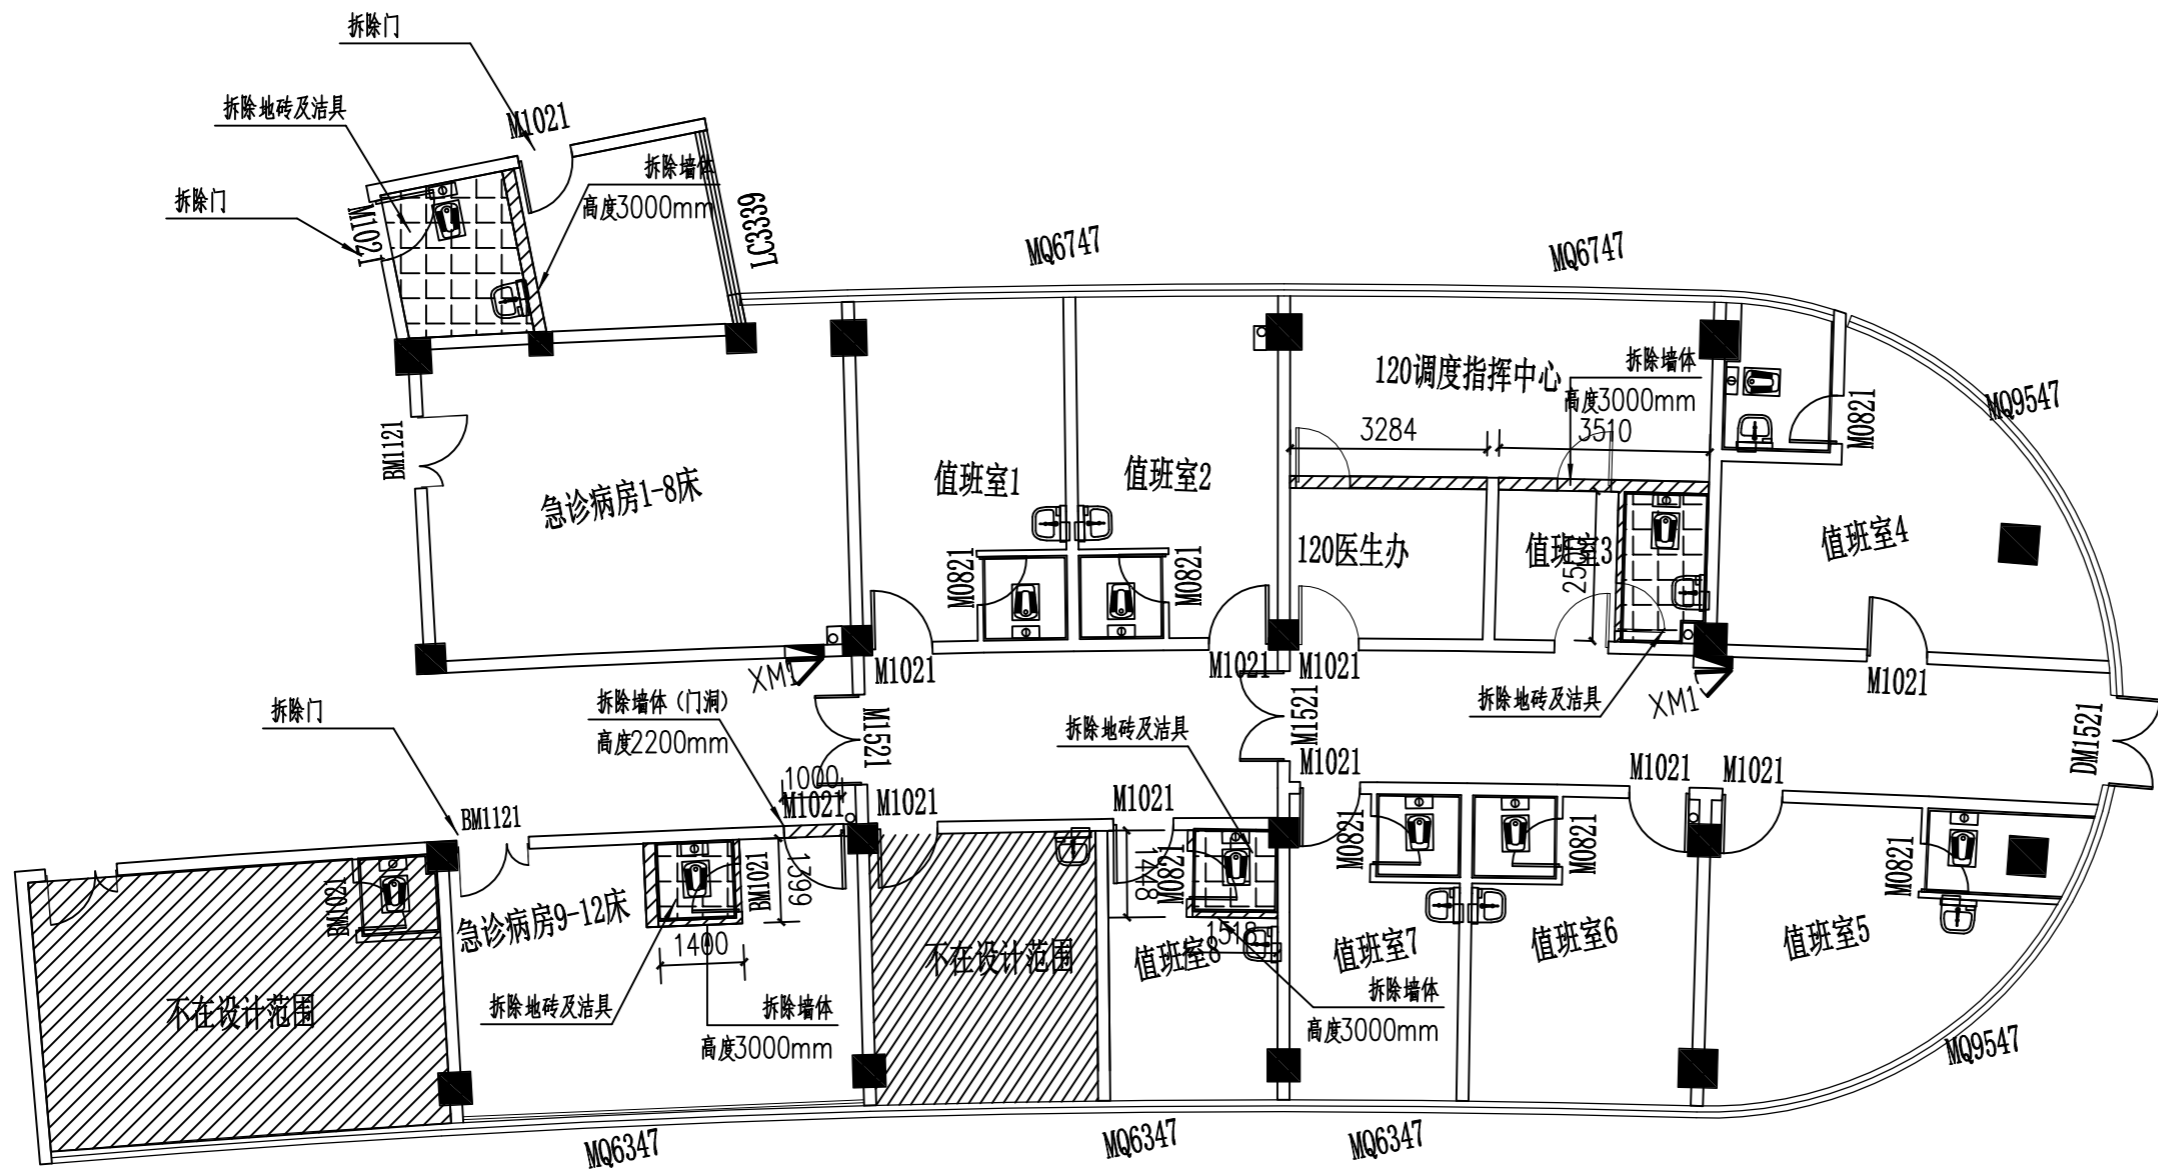 拆除门
拆除地砖及洁具
M1021
拆除墙体
高度3000mm
拆除门
M1021
LC3339
MQ6747
MQ6747
120调度指挥中心
拆除墙体
高度3000mm
3284
3510
MQ9547
M0821
BM1121
急诊病房1-8床
值班室1
值班室2
120医生办
值班室3
值班室4
M0821
M0821
XM1
M1021
M1021
M1021
M1021
拆除门
拆除墙体（门洞）
高度2200mm
M1521
拆除地砖及洁具
M1521
拆除地砖及洁具
XM1
DM1521
1000
M1021
M1021
M1021
M1021
M1021
M1021
BM1121
BM1021
急诊病房9-12床
BM1021
1399
1400
M0821
1448
1518
M0821
M0821
M0821
不在设计范围
不在设计范围
值班室8
值班室7
值班室6
值班室5
拆除地砖及洁具
拆除墙体
高度3000mm
拆除墙体
高度3000mm
MQ9547
MQ6347
MQ6347
MQ6347